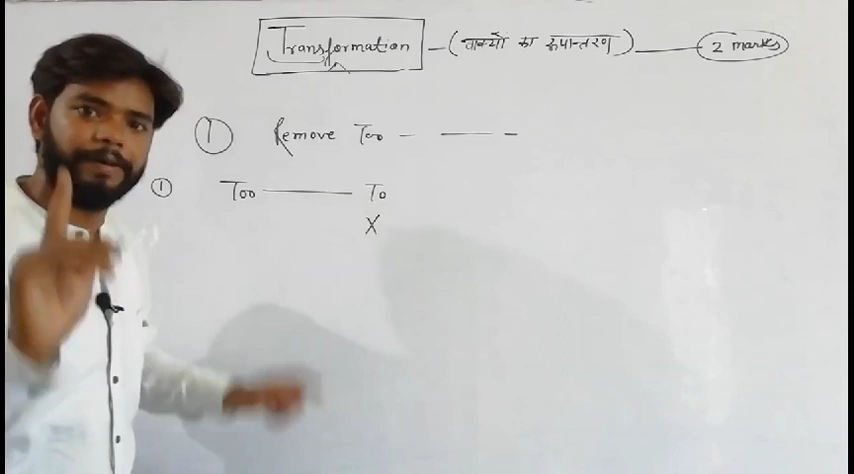 Transformation - (वाक्यो का रूपान्तरण) — 2 marks
① Remove Too - — -
① Too — To
X